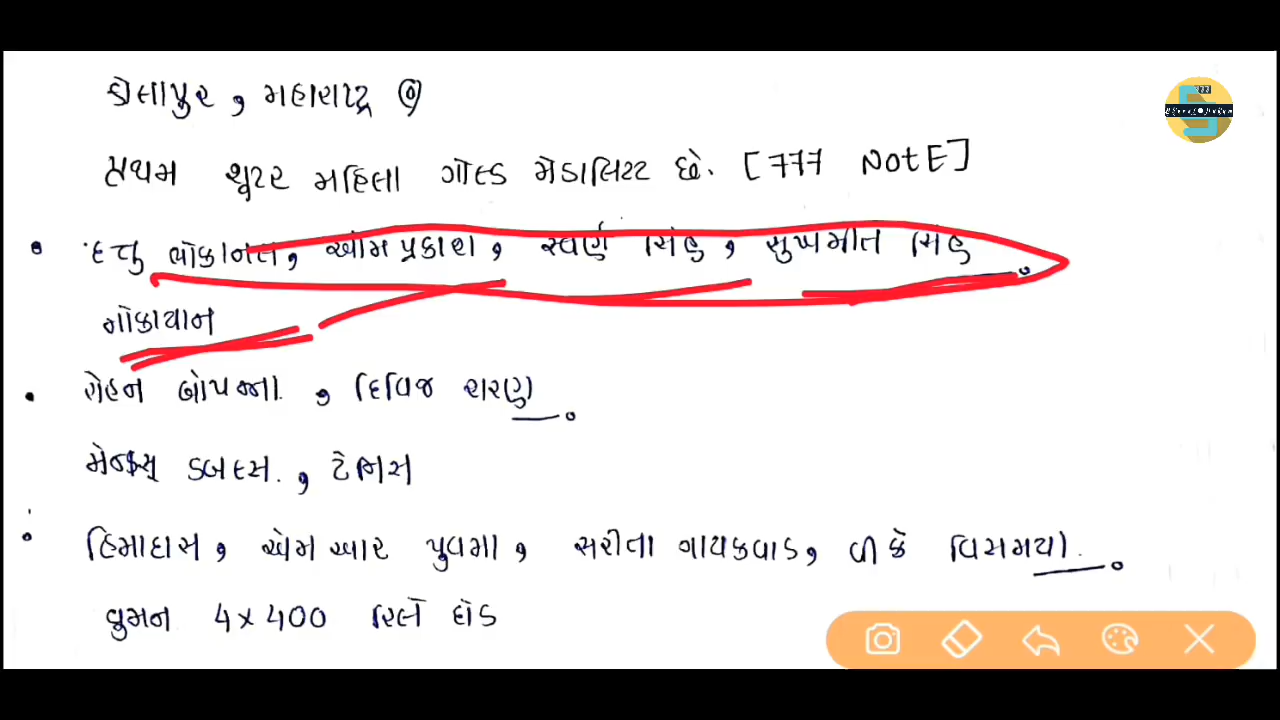 કોલાપુર, મહારાષ્ટ્ર
પ્રથમ શૂટર મહિલા ગોલ્ડ મેડાલિસ્ટ છે. [777 NotE]
દત્તુ ભોકાનલ, ઓમ પ્રકાશ, સ્વર્ણ સિંહ, સુખમીત સિંહ
નૌકાયાન
રોહન બોપન્ના, દિવિજ શરણ
મેન્સ ડબલ્સ, ટેનિસ
હિમાદાસ, એમ આર પુવમા, સરીતા ગાયકવાડ, વી કે વિસમયા.
વુમન 4 x 400 રિલે દોડ
777